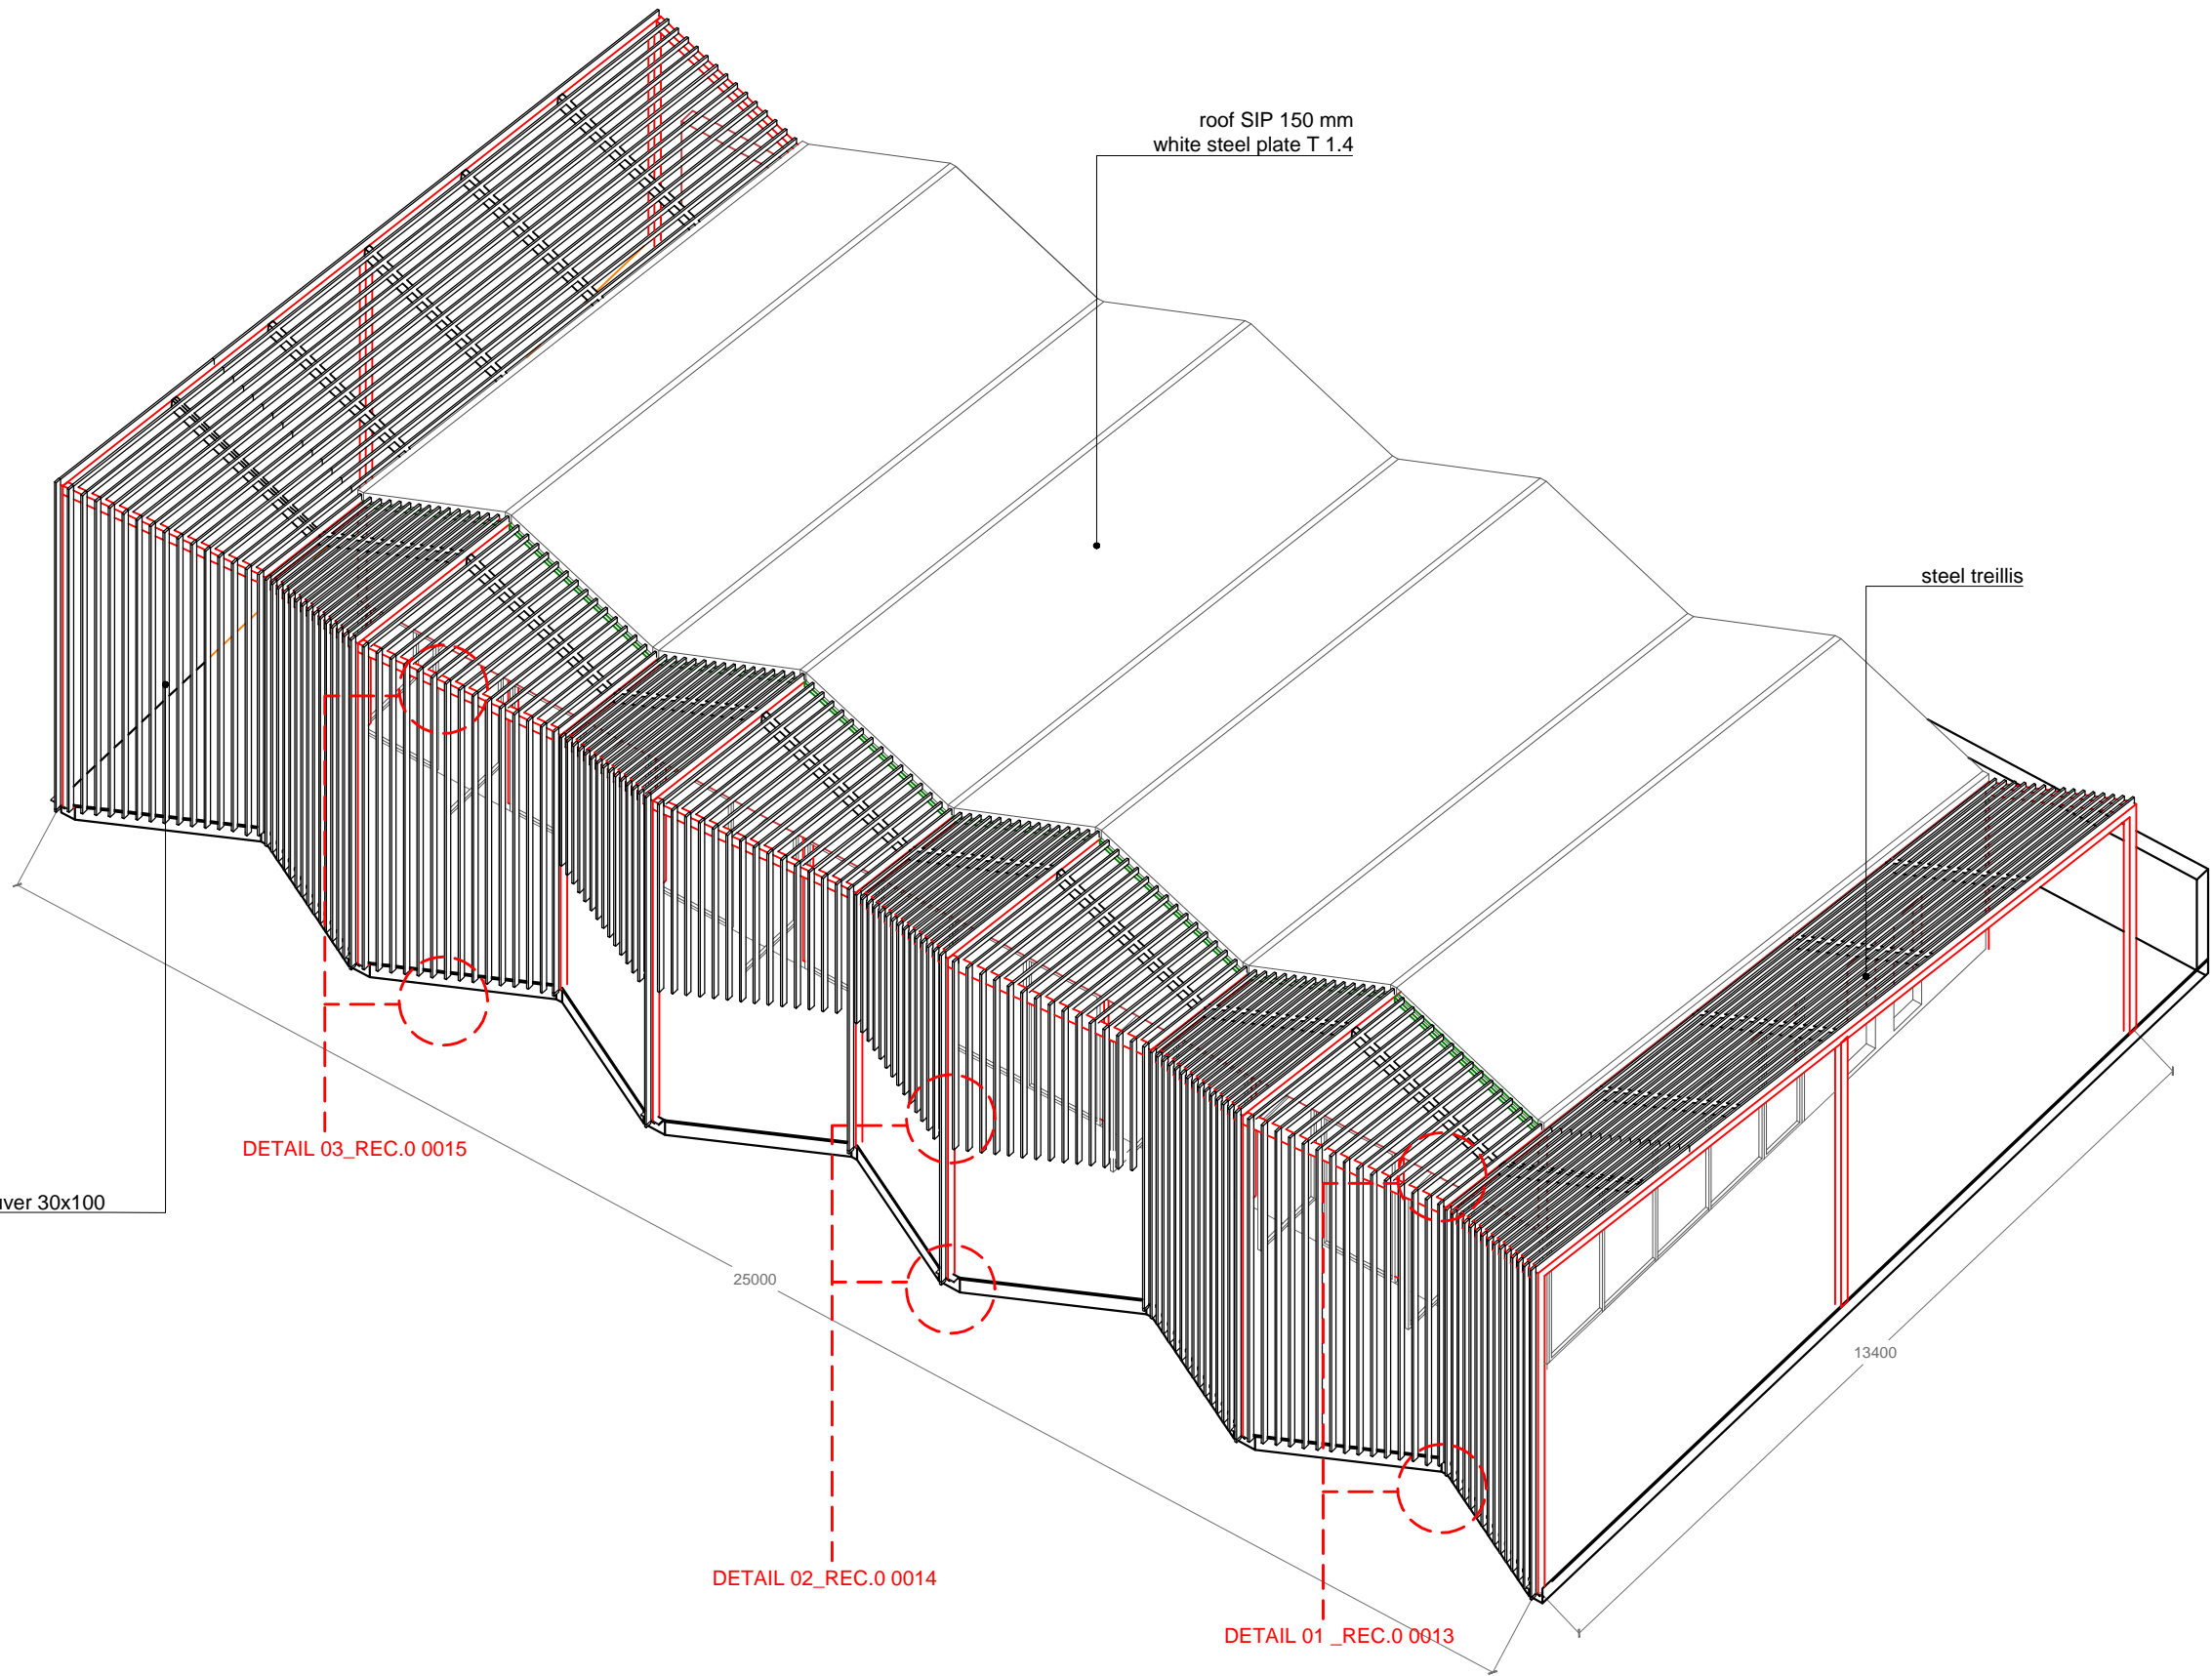 roof SIP 150 mm
white steel plate T 1.4
steel treillis
DETAIL 03_REC.0 0015
uver 30x100
25000
13400
DETAIL 02_REC.0 0014
DETAIL 01 _REC.0 0013